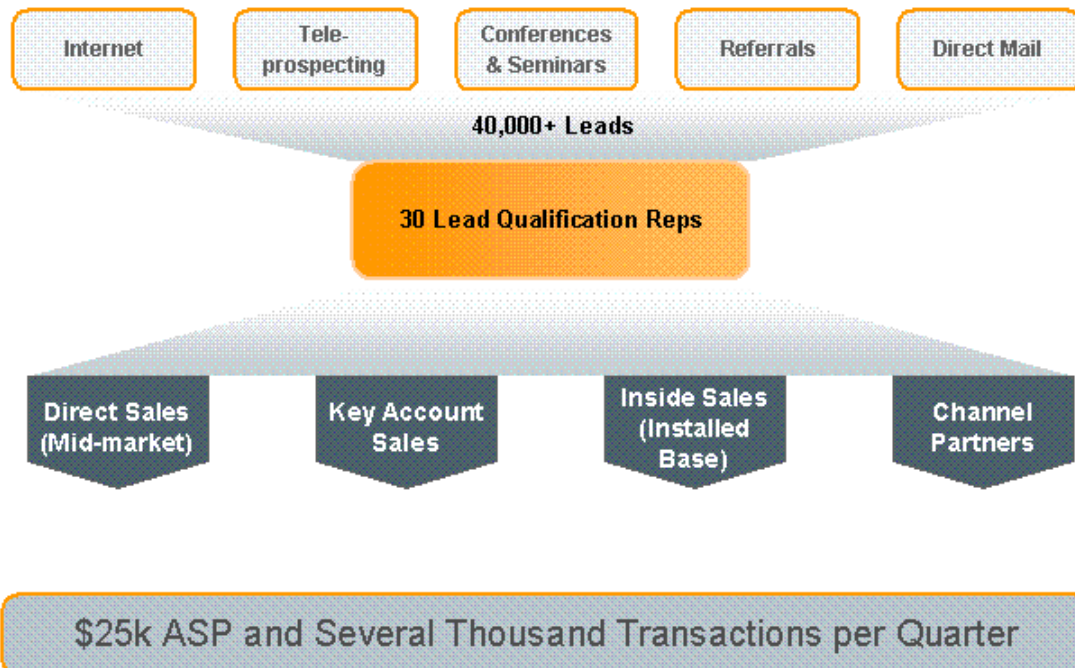 Internet
Tele-
prospecting
Conferences
& Seminars
Referrals
Direct Mail
40,000+ Leads
30 Lead Qualification Reps
Direct Sales
(Mid-market)
Key Account
Sales
Inside Sales
(Installed
Base)
Channel
Partners
$25k ASP and Several Thousand Transactions per Quarter